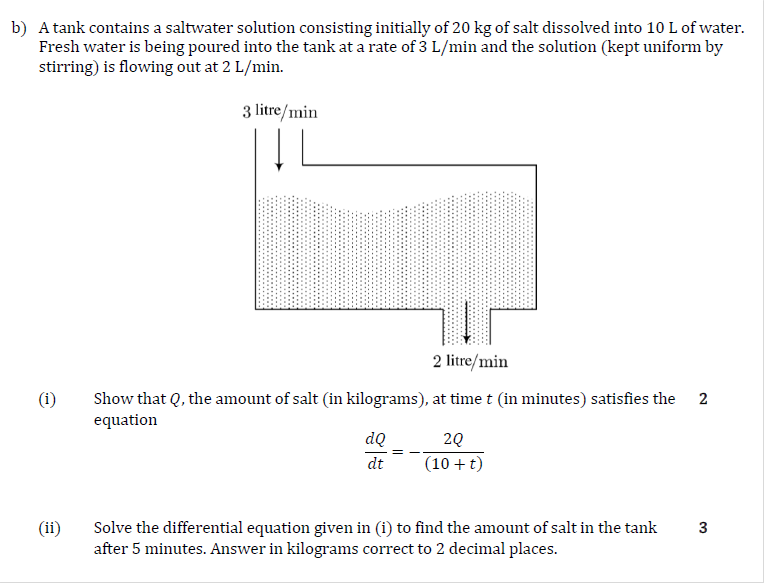 b) A tank contains a saltwater solution consisting initially of 20 kg of salt dissolved into 10 L of water.
Fresh water is being poured into the tank at a rate of 3 L/min and the solution (kept uniform by
stirring) is flowing out at 2 L/min.
3 litre/min
2 litre/min
(i) Show that Q, the amount of salt (in kilograms), at time t (in minutes) satisfies the 2
equation
dQ/dt = − 2Q/(10 + t)
(ii) Solve the differential equation given in (i) to find the amount of salt in the tank 3
after 5 minutes. Answer in kilograms correct to 2 decimal places.